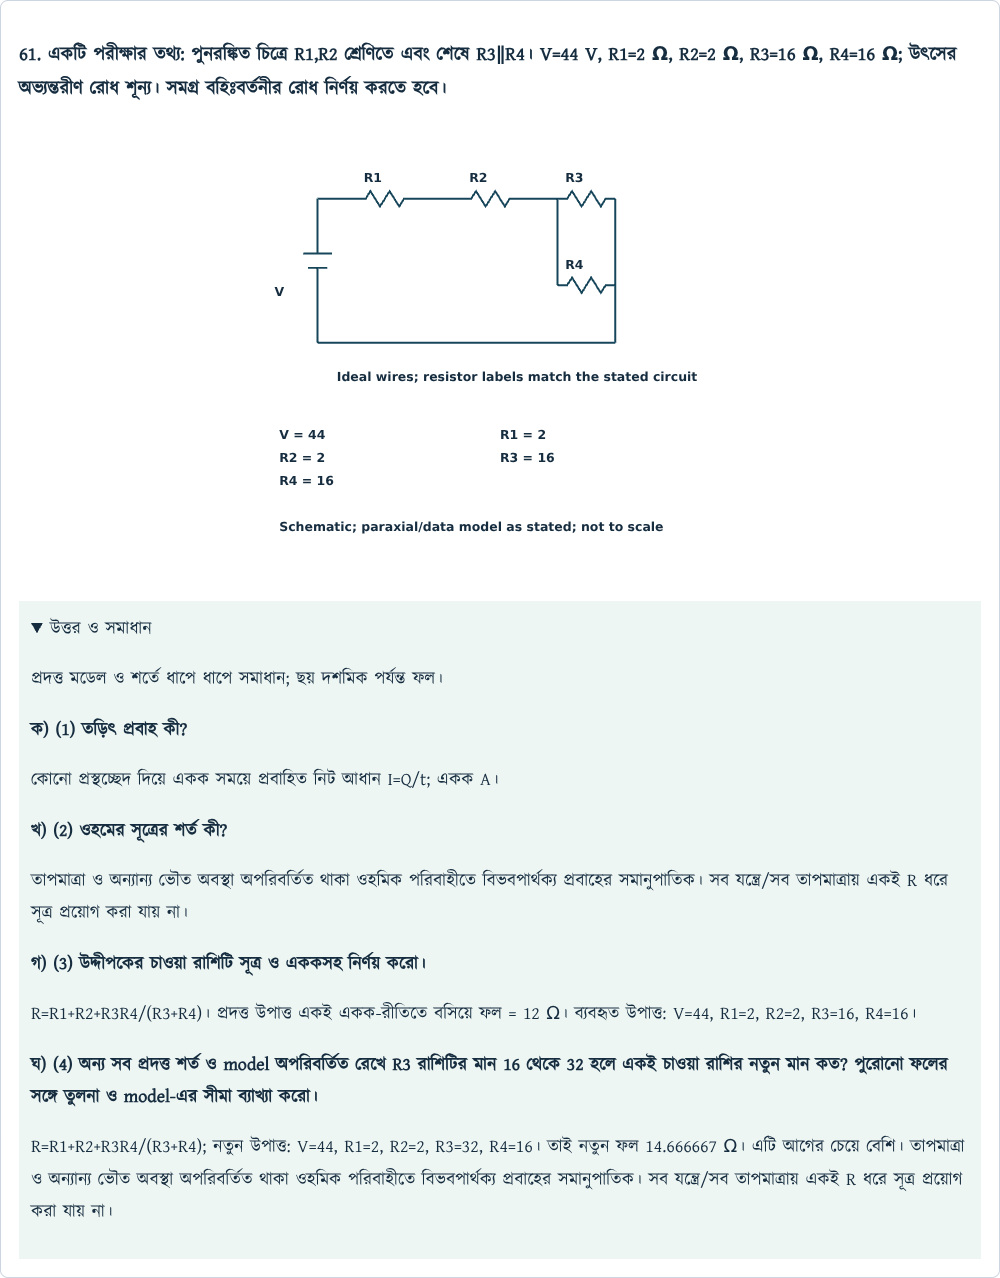 61. একটি পরীক্ষার তথ্য: পুনরঙ্কিত চিত্রে R1,R2 শ্রেণিতে এবং শেষে R3∥R4। V=44 V, R1=2 Ω, R2=2 Ω, R3=16 Ω, R4=16 Ω; উৎসের
অভ্যন্তরীণ রোধ শূন্য। সমগ্র বহিঃবর্তনীর রোধ নির্ণয় করতে হবে।
R1 R2 R3
R4
V
Ideal wires; resistor labels match the stated circuit
V = 44 R1 = 2
R2 = 2 R3 = 16
R4 = 16
Schematic; paraxial/data model as stated; not to scale
▼ উত্তর ও সমাধান
প্রদত্ত মডেল ও শর্তে ধাপে ধাপে সমাধান; ছয় দশমিক পর্যন্ত ফল।
ক) (1) তড়িৎ প্রবাহ কী?
কোনো প্রস্থচ্ছেদ দিয়ে একক সময়ে প্রবাহিত নিট আধান I=Q/t; একক A।
খ) (2) ওহমের সূত্রের শর্ত কী?
তাপমাত্রা ও অন্যান্য ভৌত অবস্থা অপরিবর্তিত থাকা ওহমিক পরিবাহীতে বিভবপার্থক্য প্রবাহের সমানুপাতিক। সব যন্ত্রে/সব তাপমাত্রায় একই R ধরে
সূত্র প্রয়োগ করা যায় না।
গ) (3) উদ্দীপকের চাওয়া রাশিটি সূত্র ও এককসহ নির্ণয় করো।
R=R1+R2+R3R4/(R3+R4)। প্রদত্ত উপাত্ত একই একক-রীতিতে বসিয়ে ফল = 12 Ω। ব্যবহৃত উপাত্ত: V=44, R1=2, R2=2, R3=16, R4=16।
ঘ) (4) অন্য সব প্রদত্ত শর্ত ও model অপরিবর্তিত রেখে R3 রাশিটির মান 16 থেকে 32 হলে একই চাওয়া রাশির নতুন মান কত? পুরোনো ফলের
সঙ্গে তুলনা ও model-এর সীমা ব্যাখ্যা করো।
R=R1+R2+R3R4/(R3+R4); নতুন উপাত্ত: V=44, R1=2, R2=2, R3=32, R4=16। তাই নতুন ফল 14.666667 Ω। এটি আগের চেয়ে বেশি। তাপমাত্রা
ও অন্যান্য ভৌত অবস্থা অপরিবর্তিত থাকা ওহমিক পরিবাহীতে বিভবপার্থক্য প্রবাহের সমানুপাতিক। সব যন্ত্রে/সব তাপমাত্রায় একই R ধরে সূত্র প্রয়োগ
করা যায় না।